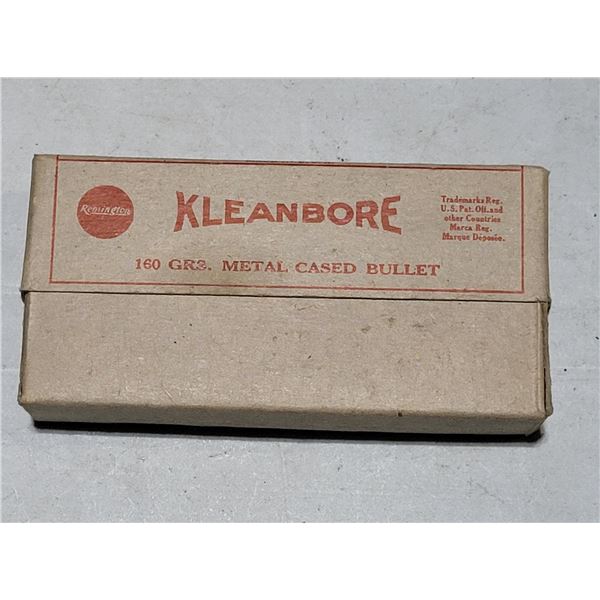 Remington
KLEANBORE
Trademarks Reg.
U.S. Pat. Off. and
other Countries
Marca Reg.
Marque Déposée.
160 GRS. METAL CASED BULLET